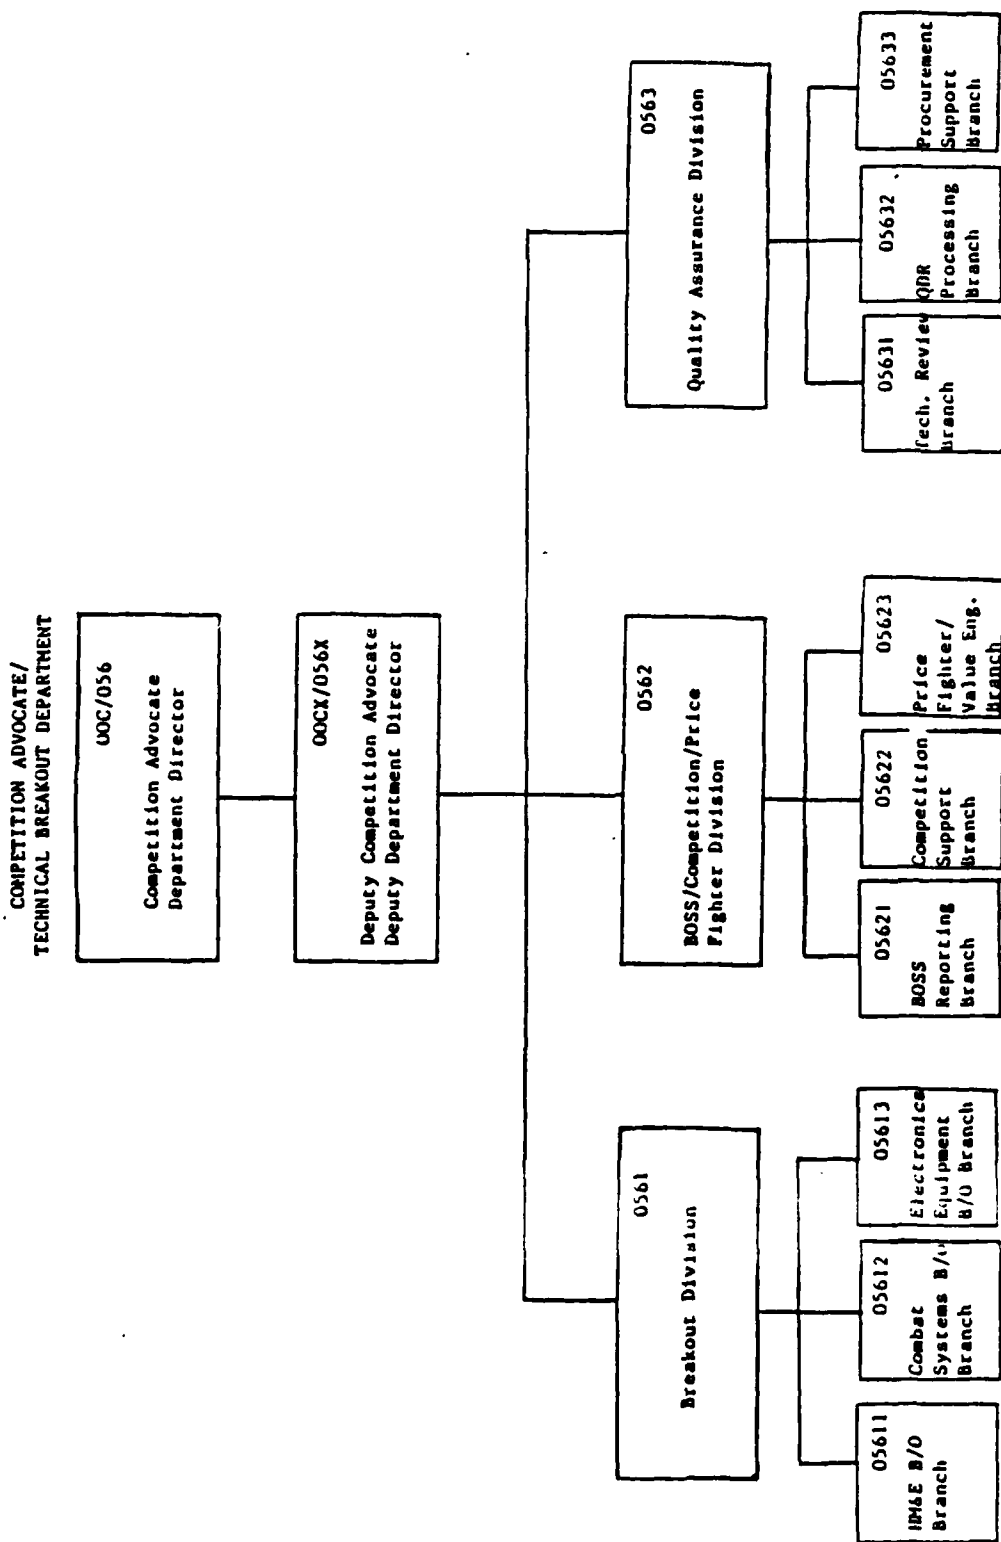 COMPETITION ADVOCATE/
TECHNICAL BREAKOUT DEPARTMENT
00C/056
Competition Advocate
Department Director
00CX/056X
Deputy Competition Advocate
Deputy Department Director
0561
Breakout Division
0562
BOSS/Competition/Price
Fighter Division
0563
Quality Assurance Division
05611
HM&E B/O
Branch
05612
Combat
Systems B/O
Branch
05613
Electronics
Equipment
B/O Branch
05621
BOSS
Reporting
Branch
05622
Competition
Support
Branch
05623
Price
Fighter/
Value Eng.
Branch
05631
Tech. Review
Branch
05632
QDR
Processing
Branch
05633
Procurement
Support
Branch